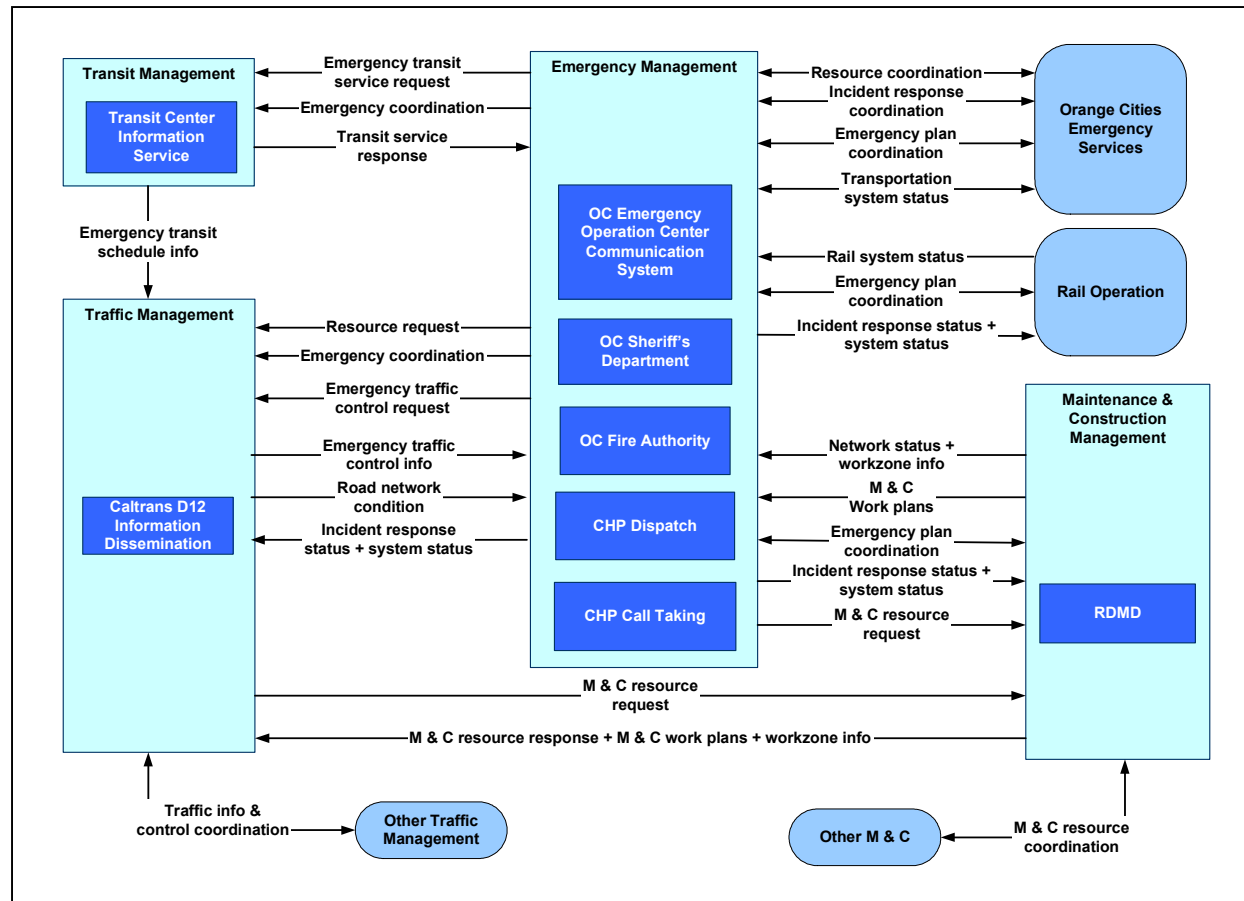 Transit Management
Transit Center
Information
Service
Emergency transit
service request
Emergency coordination
Transit service
response
Emergency transit
schedule info
Emergency Management
OC Emergency
Operation Center
Communication
System
OC Sheriff's
Department
OC Fire Authority
CHP Dispatch
CHP Call Taking
Resource coordination
Incident response
coordination
Emergency plan
coordination
Transportation
system status
Orange Cities
Emergency
Services
Rail system status
Emergency plan
coordination
Incident response status +
system status
Rail Operation
Traffic Management
Caltrans D12
Information
Dissemination
Resource request
Emergency coordination
Emergency traffic
control request
Emergency traffic
control info
Road network
condition
Incident response
status + system status
Network status +
workzone info
M & C
Work plans
Emergency plan
coordination
Incident response status +
system status
M & C resource
request
Maintenance &
Construction
Management
RDMD
M & C resource
request
M & C resource response + M & C work plans + workzone info
Traffic info &
control coordination
Other Traffic
Management
Other M & C
M & C resource
coordination